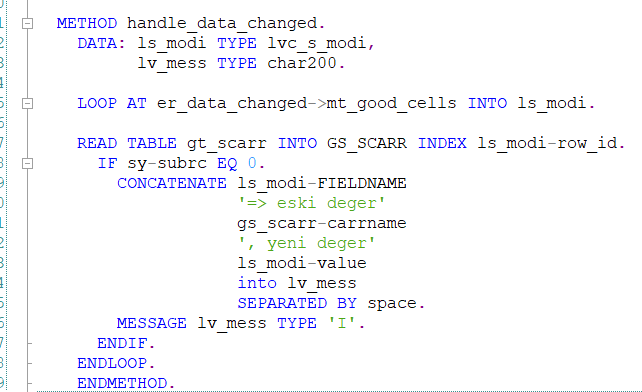 METHOD handle_data_changed.
DATA: ls_modi TYPE lvc_s_modi,
lv_mess TYPE char200.
LOOP AT er_data_changed->mt_good_cells INTO ls_modi.
READ TABLE gt_scarr INTO GS_SCARR INDEX ls_modi-row_id.
IF sy-subrc EQ 0.
CONCATENATE ls_modi-FIELDNAME
'=> eski deger'
gs_scarr-carrname
', yeni deger'
ls_modi-value
into lv_mess
SEPARATED BY space.
MESSAGE lv_mess TYPE 'I'.
ENDIF.
ENDLOOP.
ENDMETHOD.